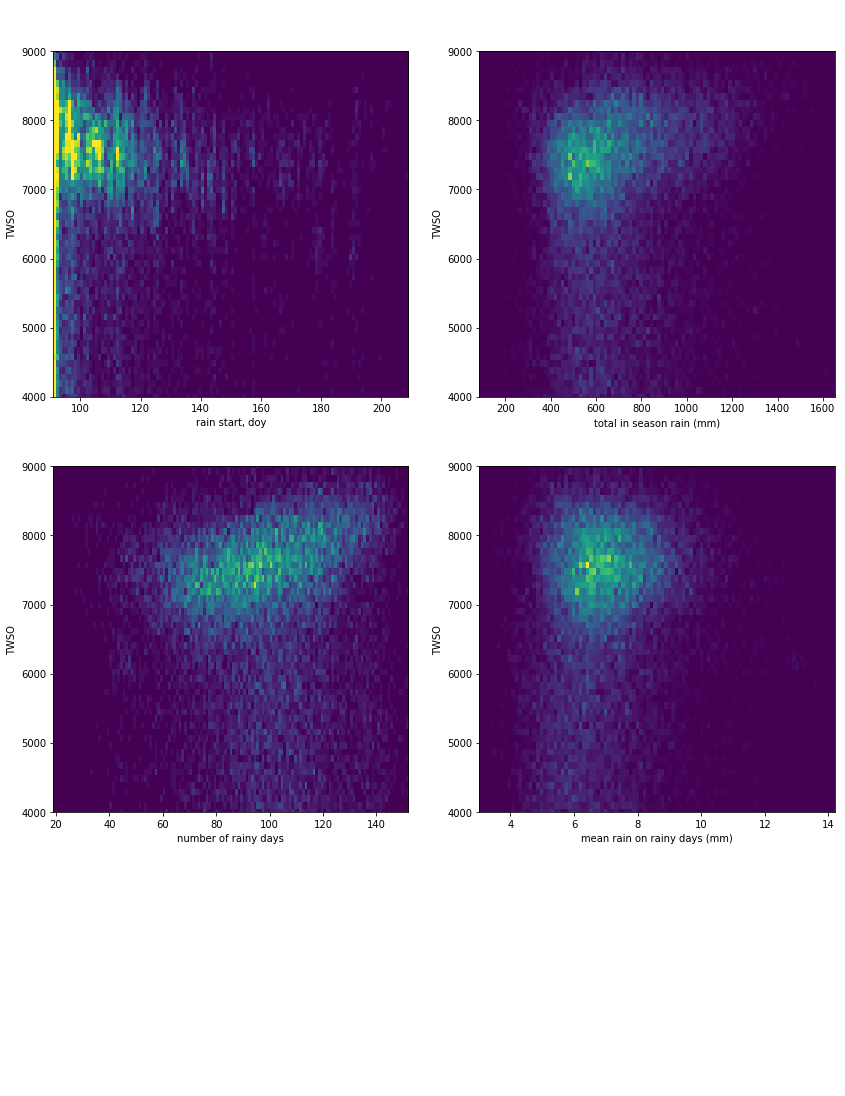 9000
8000
7000
6000
5000
4000
TWSO
100 120 140 160 180 200
rain start, doy
9000
8000
7000
6000
5000
4000
TWSO
200 400 600 800 1000 1200 1400 1600
total in season rain (mm)
9000
8000
7000
6000
5000
4000
TWSO
20 40 60 80 100 120 140
number of rainy days
9000
8000
7000
6000
5000
4000
TWSO
4 6 8 10 12 14
mean rain on rainy days (mm)